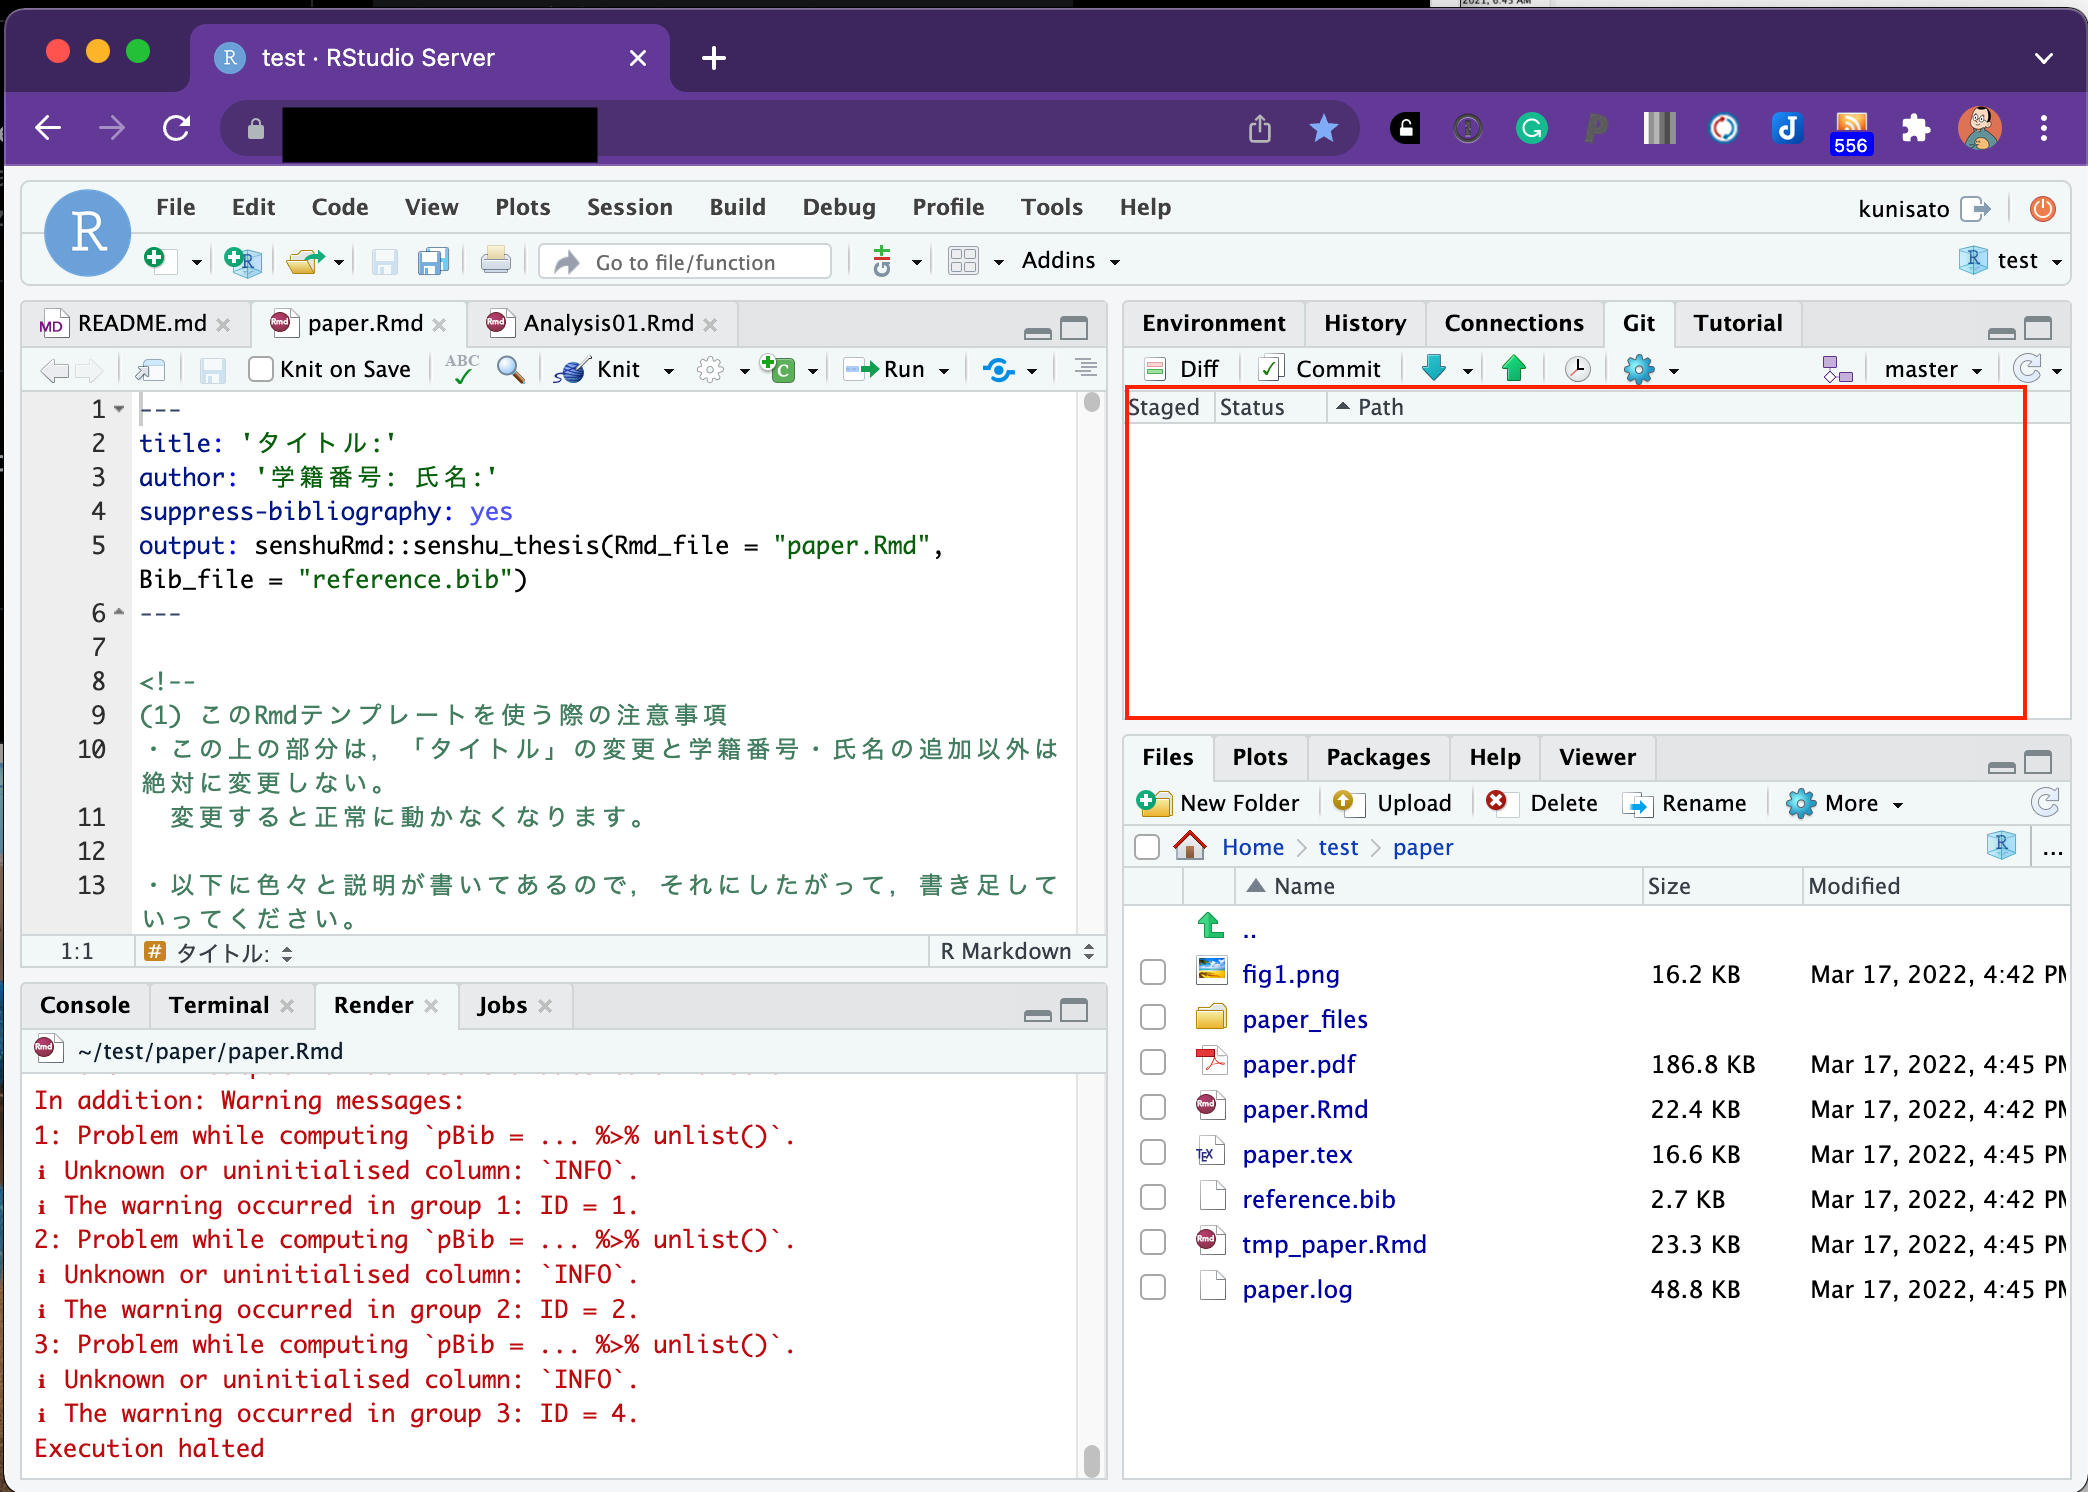 2021, 6:45 AM
test · RStudio Server
556
File Edit Code View Plots Session Build Debug Profile Tools Help
kunisato
Go to file/function
Addins
test
README.md
paper.Rmd
Analysis01.Rmd
Knit on Save
ABC
Knit
Run
1 ---
2 title: 'タイトル:'
3 author: '学籍番号: 氏名:'
4 suppress-bibliography: yes
5 output: senshuRmd::senshu_thesis(Rmd_file = "paper.Rmd",
Bib_file = "reference.bib")
6 ---
7
8 <!--
9 (1) このRmdテンプレートを使う際の注意事項
10 ・この上の部分は，「タイトル」の変更と学籍番号・氏名の追加以外は
絶対に変更しない。
11 変更すると正常に動かなくなります。
12
13 ・以下に色々と説明が書いてあるので，それにしたがって，書き足して
いってください。
1:1
# タイトル:
R Markdown
Console Terminal Render Jobs
~/test/paper/paper.Rmd
In addition: Warning messages:
1: Problem while computing `pBib = ... %>% unlist()`.
ℹ Unknown or uninitialised column: `INFO`.
ℹ The warning occurred in group 1: ID = 1.
2: Problem while computing `pBib = ... %>% unlist()`.
ℹ Unknown or uninitialised column: `INFO`.
ℹ The warning occurred in group 2: ID = 2.
3: Problem while computing `pBib = ... %>% unlist()`.
ℹ Unknown or uninitialised column: `INFO`.
ℹ The warning occurred in group 3: ID = 4.
Execution halted
Environment History Connections Git Tutorial
Diff Commit master
Staged Status Path
Files Plots Packages Help Viewer
New Folder Upload Delete Rename More
Home test paper ...
Name Size Modified
..
fig1.png 16.2 KB Mar 17, 2022, 4:42 PM
paper_files
paper.pdf 186.8 KB Mar 17, 2022, 4:45 PM
paper.Rmd 22.4 KB Mar 17, 2022, 4:42 PM
paper.tex 16.6 KB Mar 17, 2022, 4:45 PM
reference.bib 2.7 KB Mar 17, 2022, 4:42 PM
tmp_paper.Rmd 23.3 KB Mar 17, 2022, 4:45 PM
paper.log 48.8 KB Mar 17, 2022, 4:45 PM